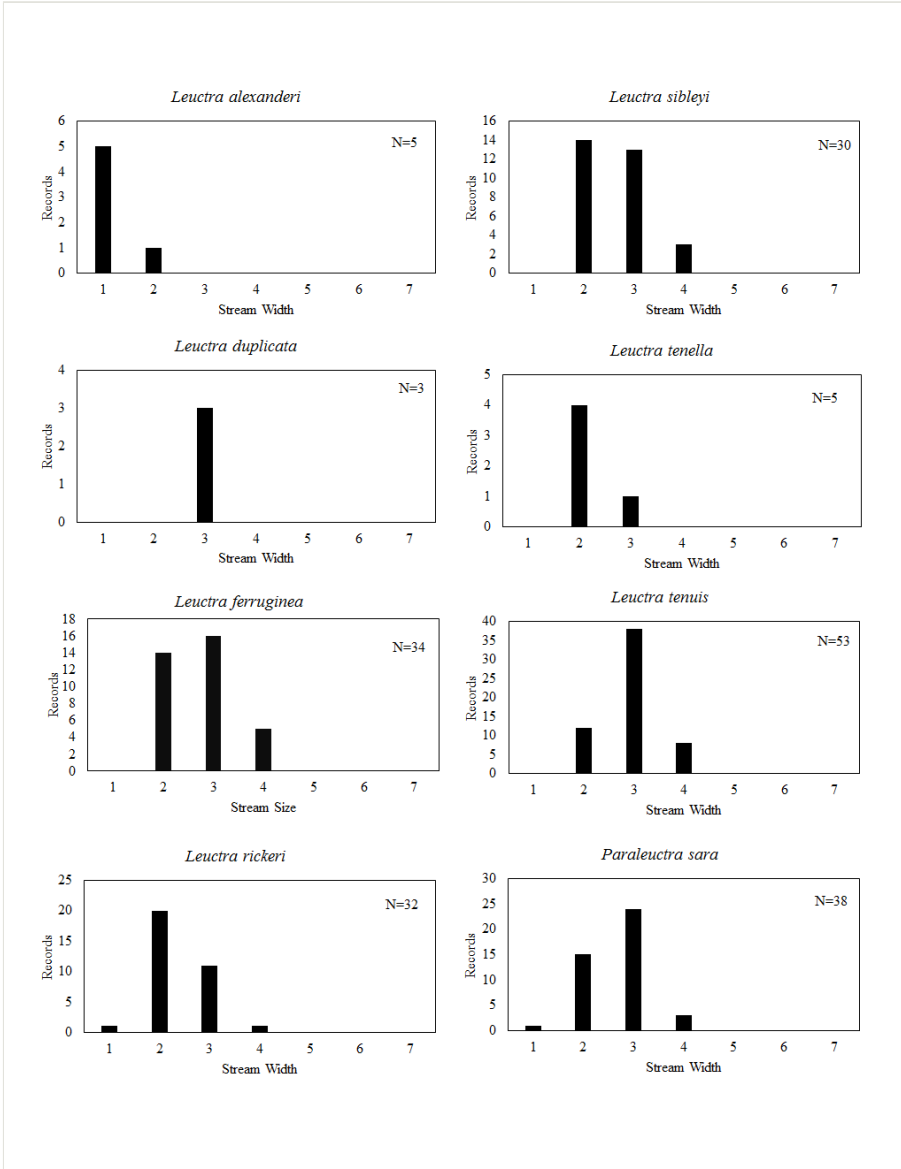 Leuctra alexanderi
6
5
4
3
2
1
0
Records
N=5
1 2 3 4 5 6 7
Stream Width
Leuctra sibleyi
16
14
12
10
8
6
4
2
0
Records
N=30
1 2 3 4 5 6 7
Stream Width
Leuctra duplicata
4
3
2
1
0
Records
N=3
1 2 3 4 5 6 7
Stream Width
Leuctra tenella
5
4
3
2
1
0
Records
N=5
1 2 3 4 5 6 7
Stream Width
Leuctra ferruginea
18
16
14
12
10
8
6
4
2
0
Records
N=34
1 2 3 4 5 6 7
Stream Size
Leuctra tenuis
40
35
30
25
20
15
10
5
0
Records
N=53
1 2 3 4 5 6 7
Stream Width
Leuctra rickeri
25
20
15
10
5
0
Records
N=32
1 2 3 4 5 6 7
Stream Width
Paraleuctra sara
30
25
20
15
10
5
0
Records
N=38
1 2 3 4 5 6 7
Stream Width